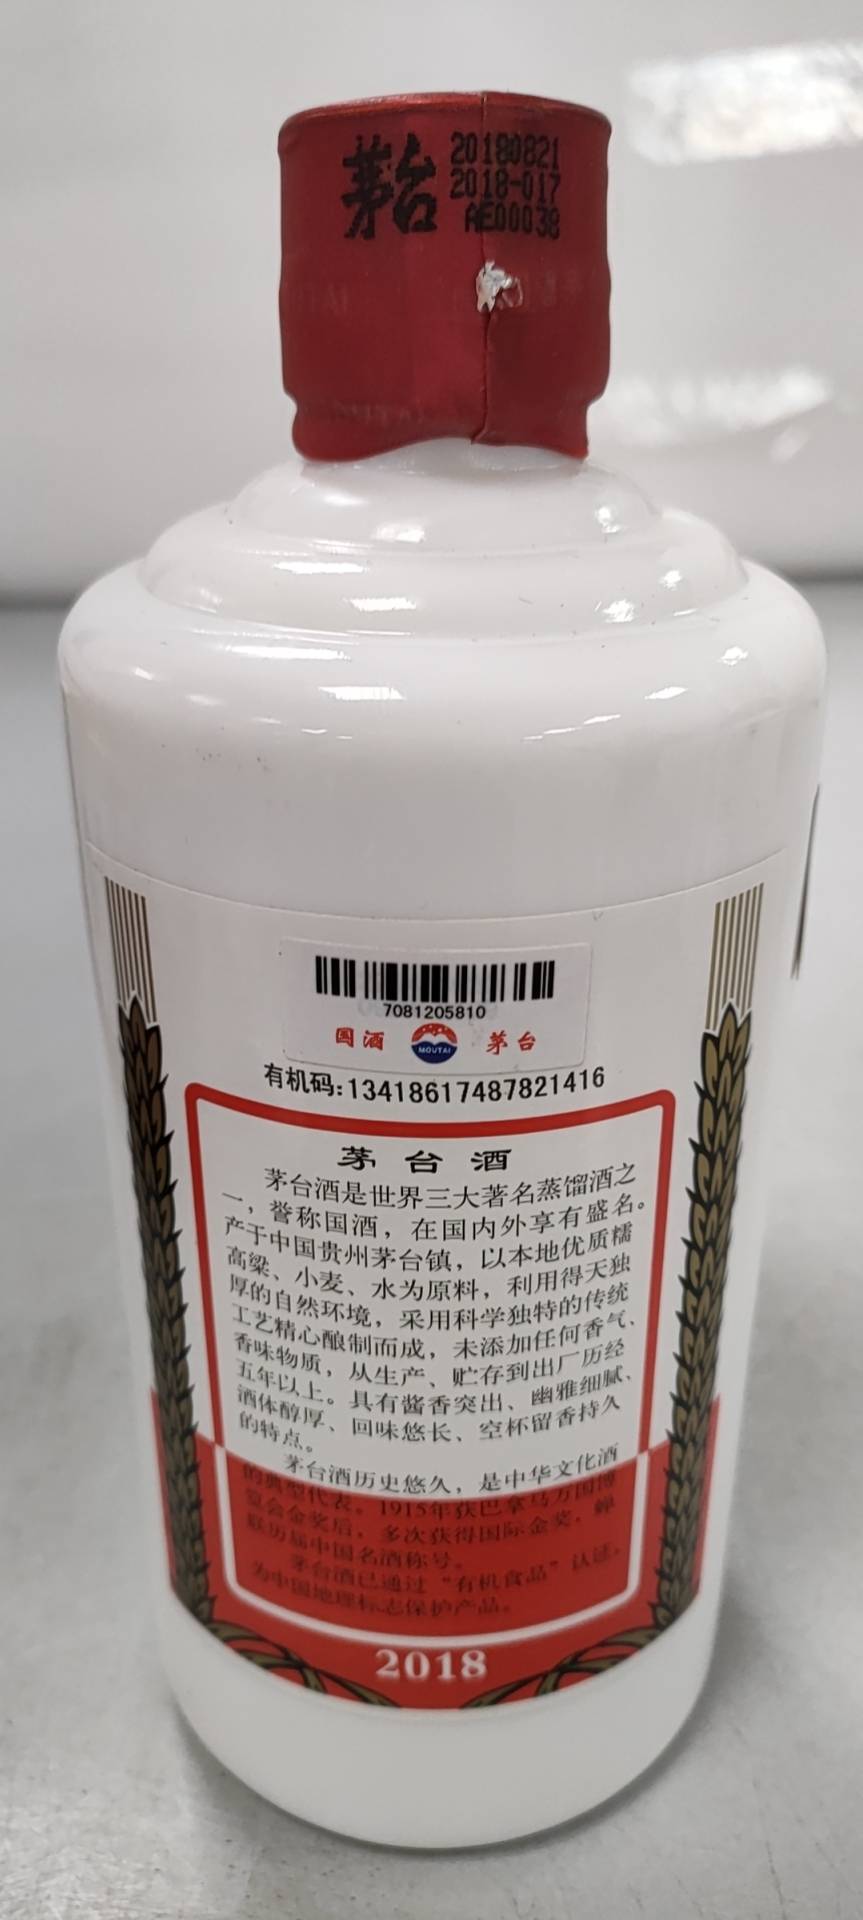 茅台
20180821
2018-017
AE00038
7081205810
国酒 MOUTAI 茅台
有机码:13418617487821416
茅台酒
茅台酒是世界三大著名蒸馏酒之
一，誉称国酒，在国内外享有盛名。
产于中国贵州茅台镇，以本地优质糯
高粱、小麦、水为原料，利用得天独
厚的自然环境，采用科学独特的传统
工艺精心酿制而成，未添加任何香气、
香味物质，从生产、贮存到出厂历经
五年以上。具有酱香突出、幽雅细腻、
酒体醇厚、回味悠长、空杯留香持久
的特点。
茅台酒历史悠久，是中华文化酒
的典型代表。1915年获巴拿马万国博
览会金奖后，多次获得国际金奖，蝉
联历届中国名酒称号。
茅台酒已通过“有机食品”认证，
为中国地理标志保护产品。
2018